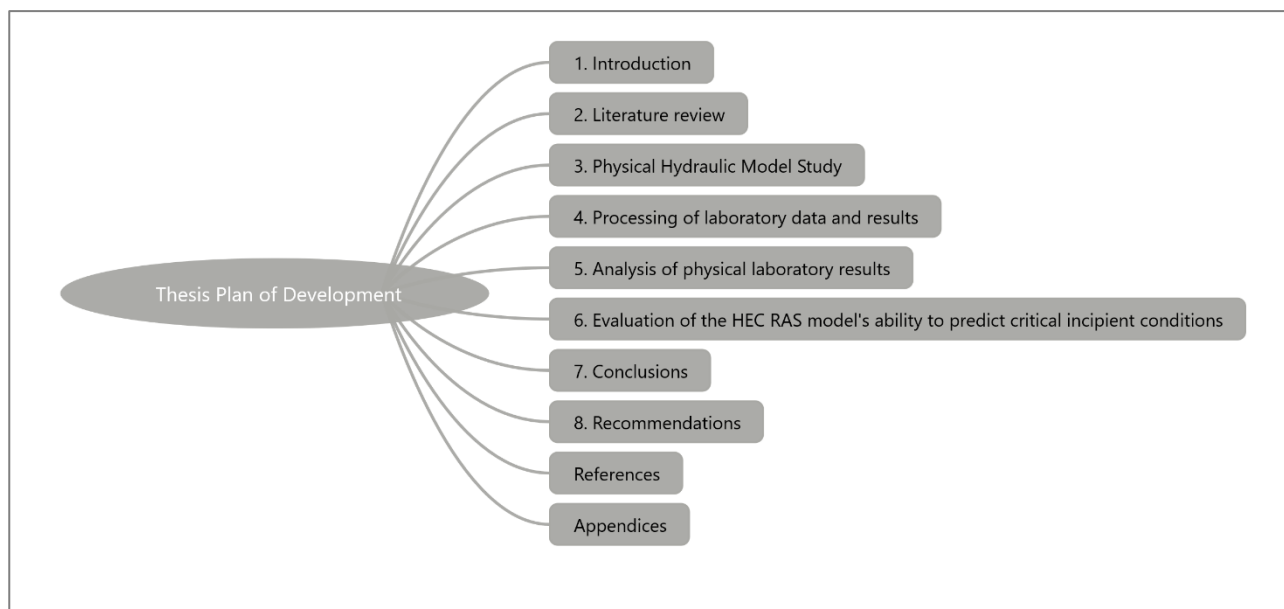 Thesis Plan of Development
1. Introduction
2. Literature review
3. Physical Hydraulic Model Study
4. Processing of laboratory data and results
5. Analysis of physical laboratory results
6. Evaluation of the HEC RAS model's ability to predict critical incipient conditions
7. Conclusions
8. Recommendations
References
Appendices